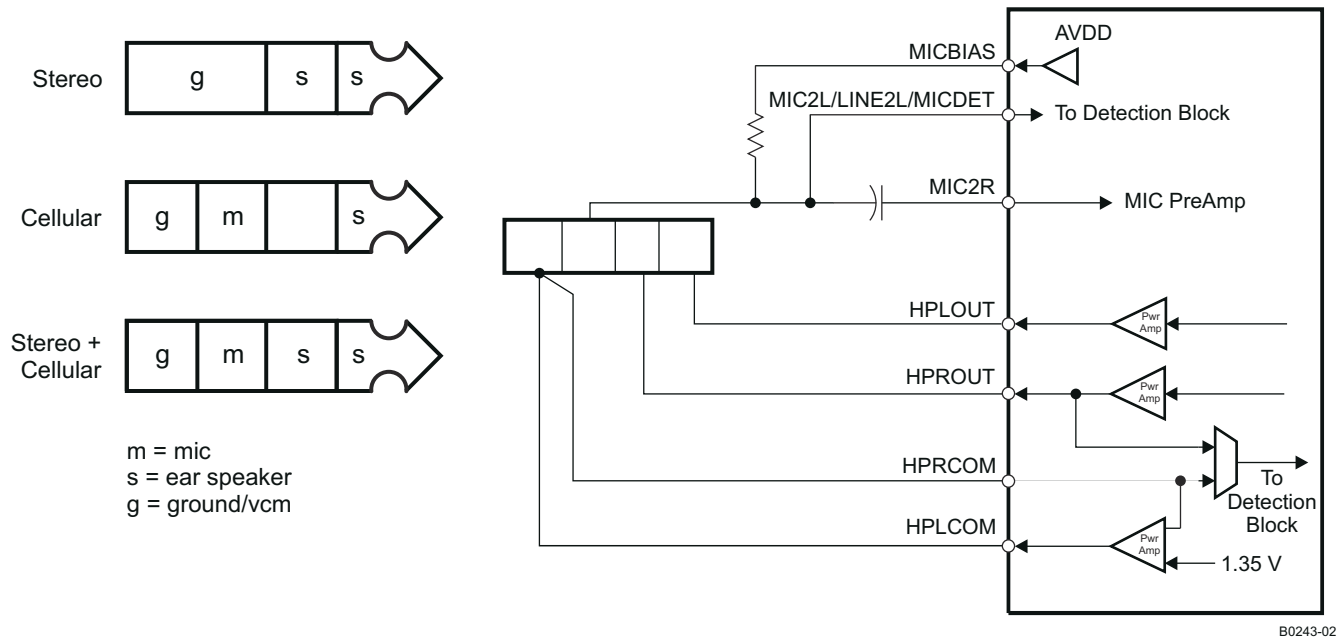 Stereo
g
s
s
Cellular
g
m
s
Stereo +
Cellular
g
m
s
s
m = mic
s = ear speaker
g = ground/vcm
AVDD
MICBIAS
MIC2L/LINE2L/MICDET
To Detection Block
MIC2R
MIC PreAmp
HPLOUT
Pwr
Amp
HPROUT
Pwr
Amp
HPRCOM
To
Detection
Block
HPLCOM
Pwr
Amp
1.35 V
B0243-02